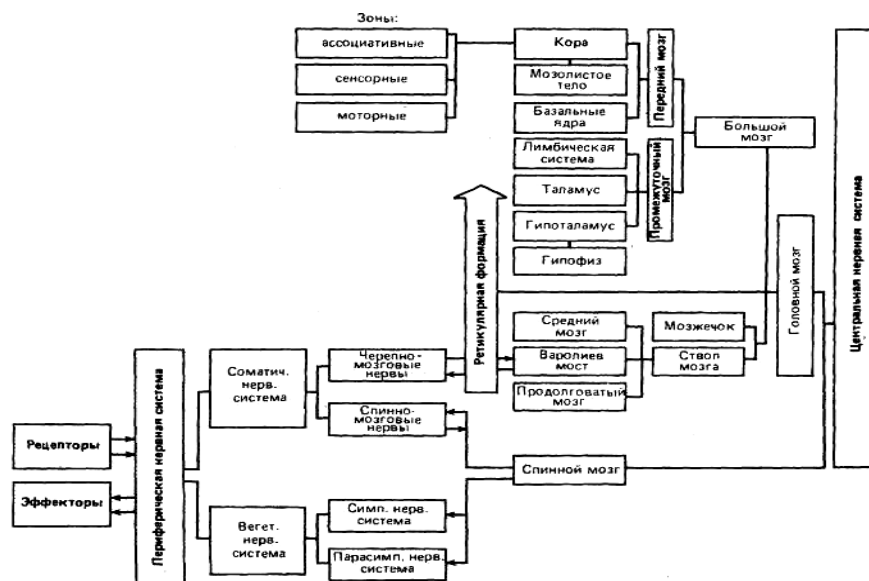 Зоны:
ассоциативные
сенсорные
моторные
Кора
Мозолистое
тело
Базальные
ядра
Передний мозг
Лимбическая
система
Таламус
Гипоталамус
Гипофиз
Промежуточный
мозг
Большой
мозг
Ретикулярная формация
Средний
мозг
Варолиев
мост
Продолговатый
мозг
Мозжечок
Ствол
мозга
Головной мозг
Центральная нервная система
Спинной мозг
Черепно-
мозговые
нервы
Спинно-
мозговые
нервы
Соматич.
нерв.
система
Симп. нерв.
система
Парасимп. нерв.
система
Вегет.
нерв.
система
Периферическая нервная система
Рецепторы
Эффекторы